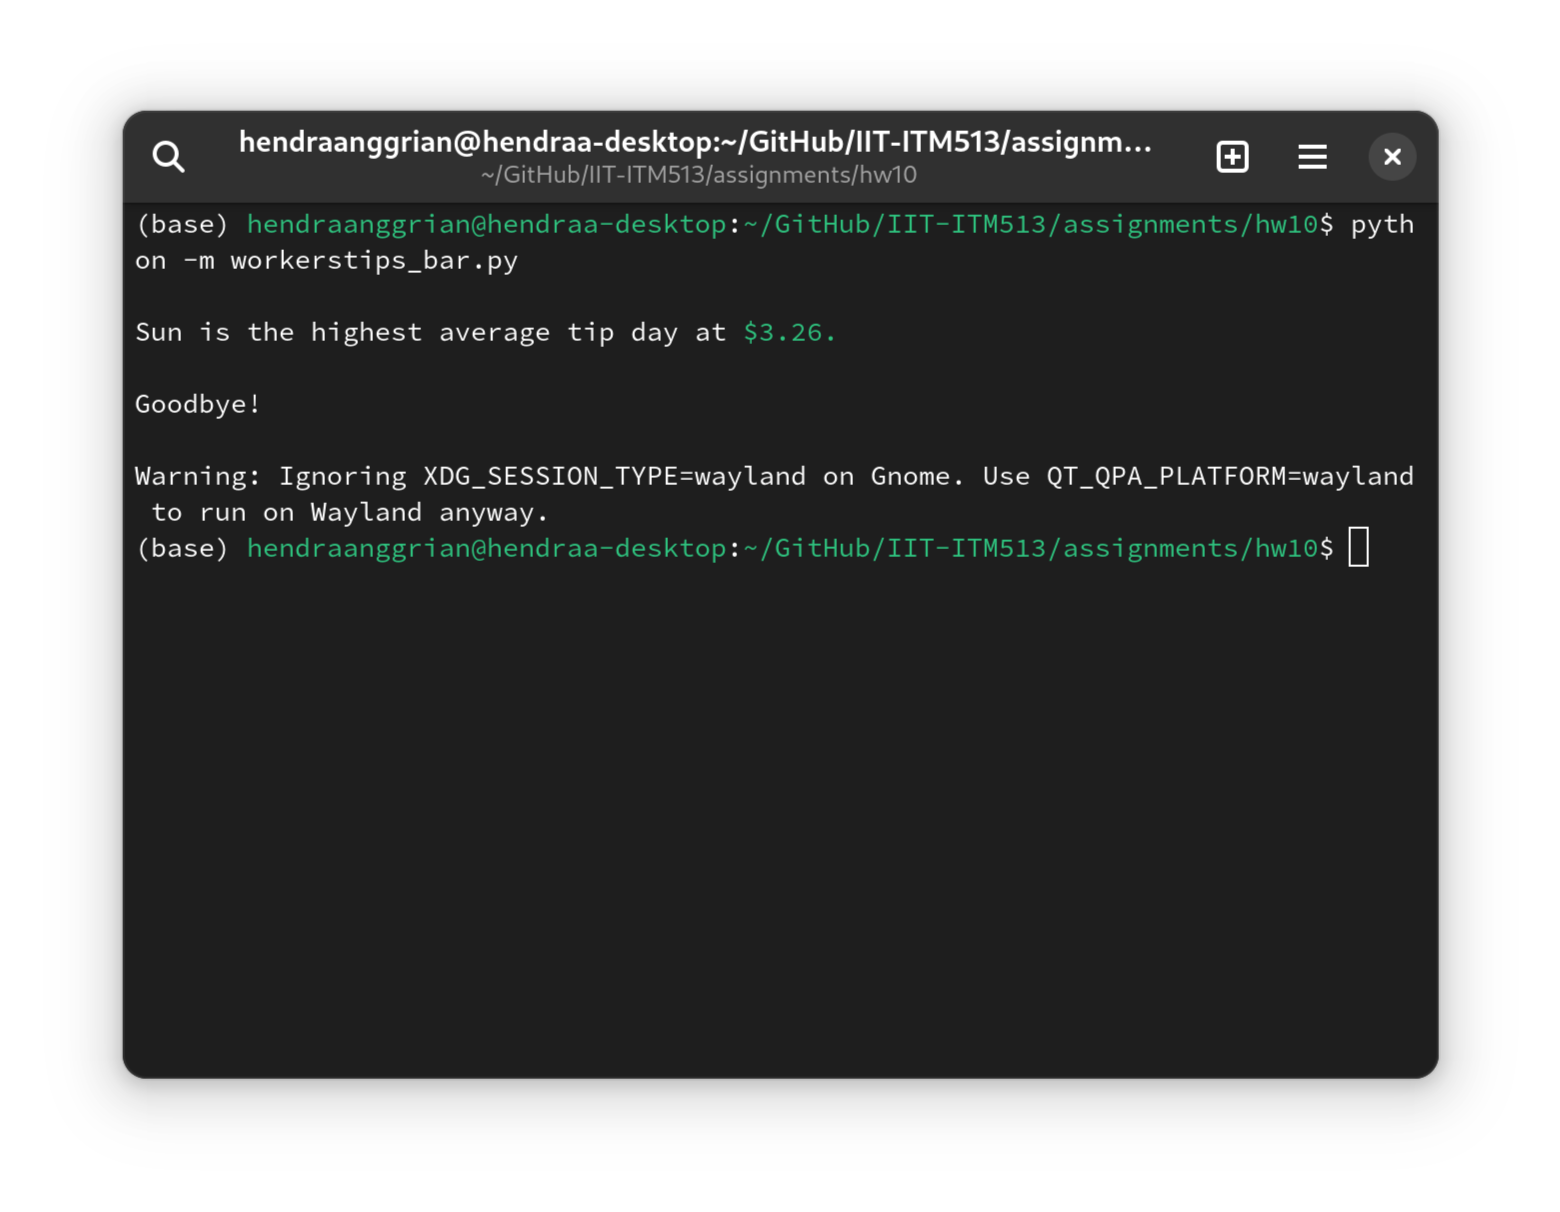 hendraanggrian@hendraa-desktop:~/GitHub/IIT-ITM513/assignm...
~/GitHub/IIT-ITM513/assignments/hw10
(base) hendraanggrian@hendraa-desktop:~/GitHub/IIT-ITM513/assignments/hw10$ pyth
on -m workerstips_bar.py
Sun is the highest average tip day at $3.26.
Goodbye!
Warning: Ignoring XDG_SESSION_TYPE=wayland on Gnome. Use QT_QPA_PLATFORM=wayland
 to run on Wayland anyway.
(base) hendraanggrian@hendraa-desktop:~/GitHub/IIT-ITM513/assignments/hw10$